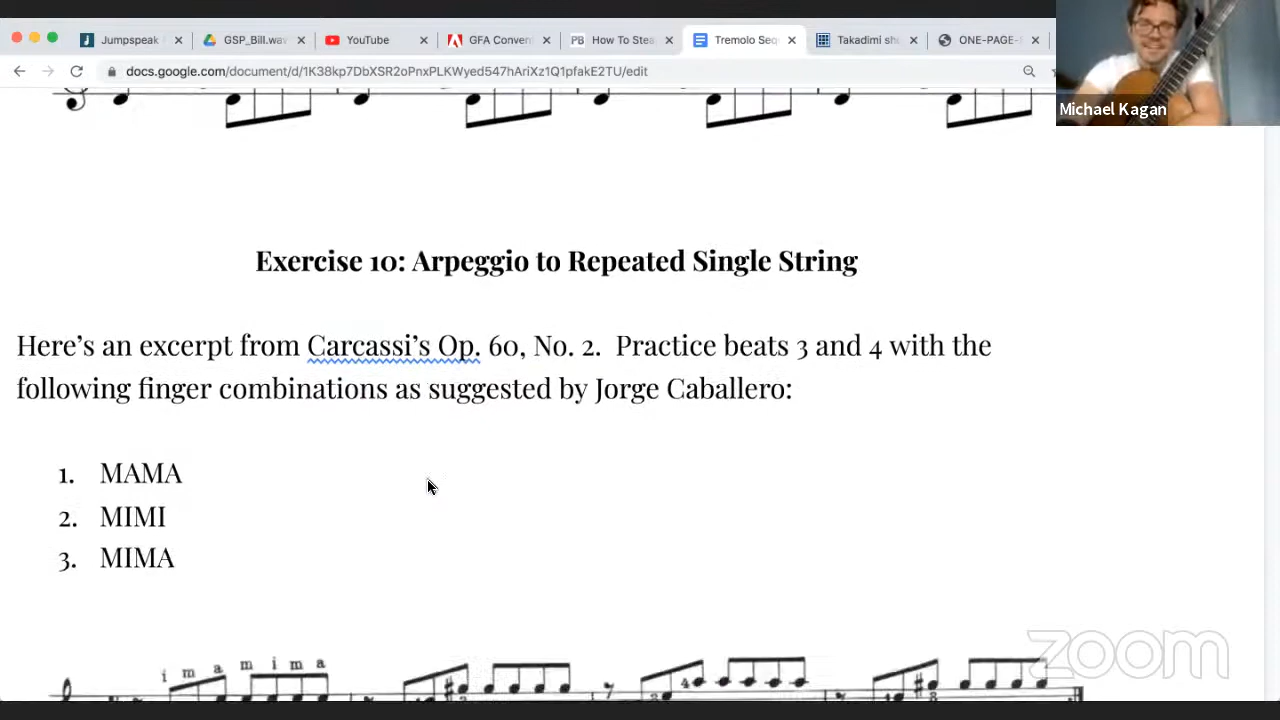 Jumpspeak
GSP_Bill.wav
YouTube
GFA Conven
How To Stea
Tremolo Seq
Takadimi sh
ONE-PAGE-
docs.google.com/document/d/1K38kp7DbXSR2oPnxPLKWyed547hAriXz1Q1pfakE2TU/edit
Michael Kagan
Exercise 10: Arpeggio to Repeated Single String
Here's an excerpt from Carcassi's Op. 60, No. 2. Practice beats 3 and 4 with the
following finger combinations as suggested by Jorge Caballero:
1. MAMA
2. MIMI
3. MIMA
i m a m i m a
zoom